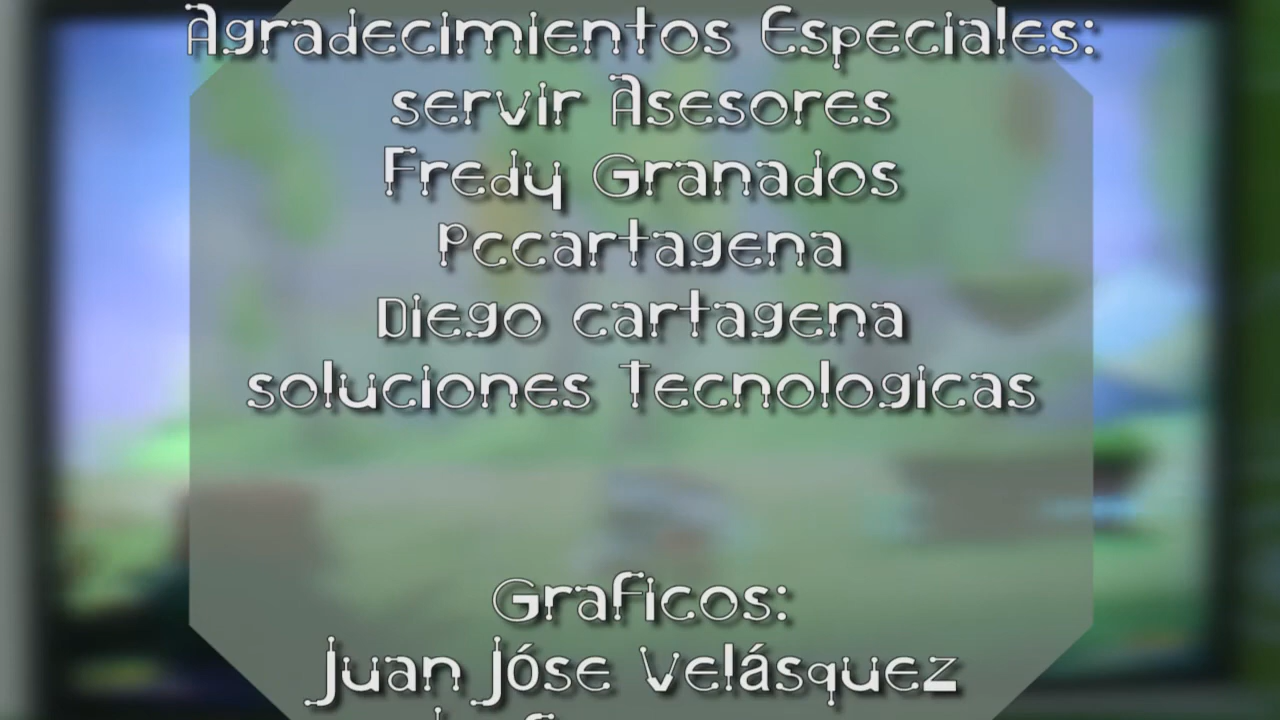 Agradecimientos Especiales:
servir Asesores
Fredy Granados
Pccartagena
Diego cartagena
soluciones Tecnologicas
Graficos:
Juan Jóse Velásquez